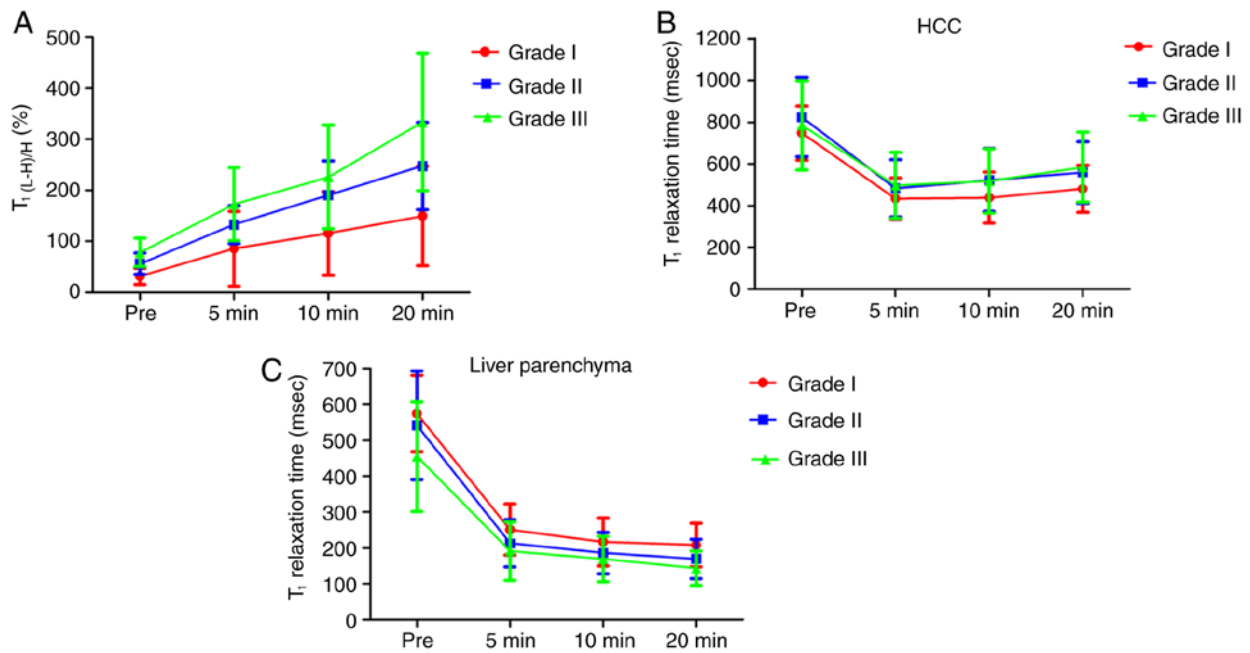 A
T1 (L-H)/H (%)
500
400
300
200
100
0
Pre 5 min 10 min 20 min
Grade I
Grade II
Grade III
B
HCC
T1 relaxation time (msec)
1200
1000
800
600
400
200
0
Pre 5 min 10 min 20 min
Grade I
Grade II
Grade III
C
Liver parenchyma
T1 relaxation time (msec)
700
600
500
400
300
200
100
0
Pre 5 min 10 min 20 min
Grade I
Grade II
Grade III